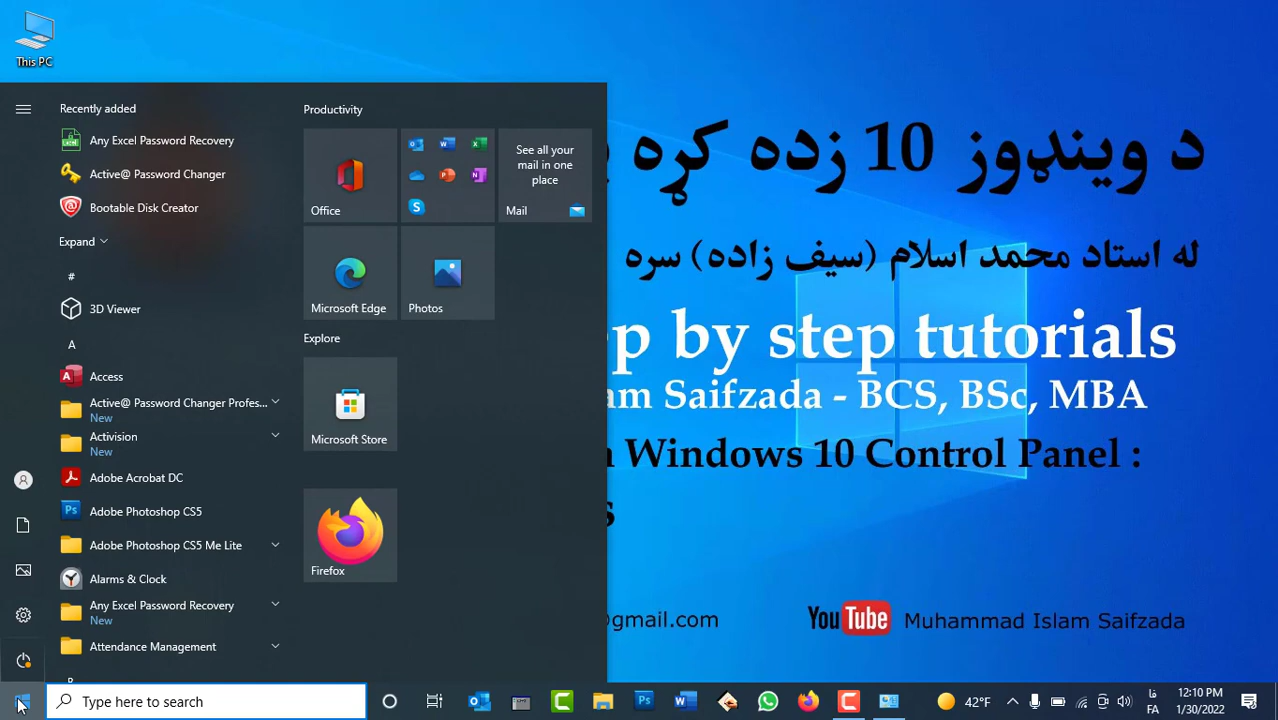 This PC
Recently added
Any Excel Password Recovery
Active@ Password Changer
Bootable Disk Creator
Expand
#
3D Viewer
A
Access
Active@ Password Changer Profes...
New
Activision
New
Adobe Acrobat DC
Adobe Photoshop CS5
Adobe Photoshop CS5 Me Lite
Alarms & Clock
Any Excel Password Recovery
New
Attendance Management
Productivity
Office
See all your
mail in one
place
Mail
Microsoft Edge
Photos
Explore
Microsoft Store
Firefox
د وینډوز 10 زده کړه
له استاد محمد اسلام (سیف زاده) سره
p by step tutorials
am Saifzada - BCS, BSc, MBA
Windows 10 Control Panel :
s
@gmail.com
YouTube Muhammad Islam Saifzada
Type here to search
42°F
فا
FA
12:10 PM
1/30/2022